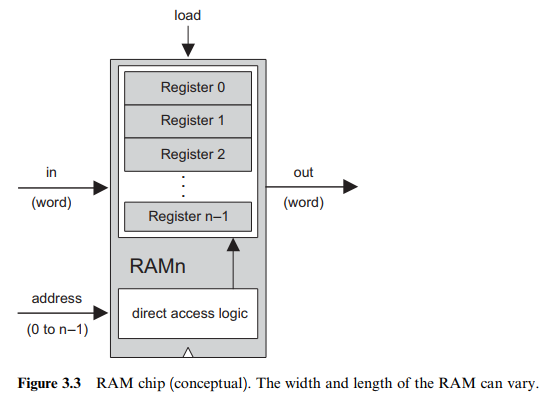 load
Register 0
Register 1
Register 2
in
out
(word)
(word)
Register n–1
RAMn
address
direct access logic
(0 to n–1)
Figure 3.3 RAM chip (conceptual). The width and length of the RAM can vary.